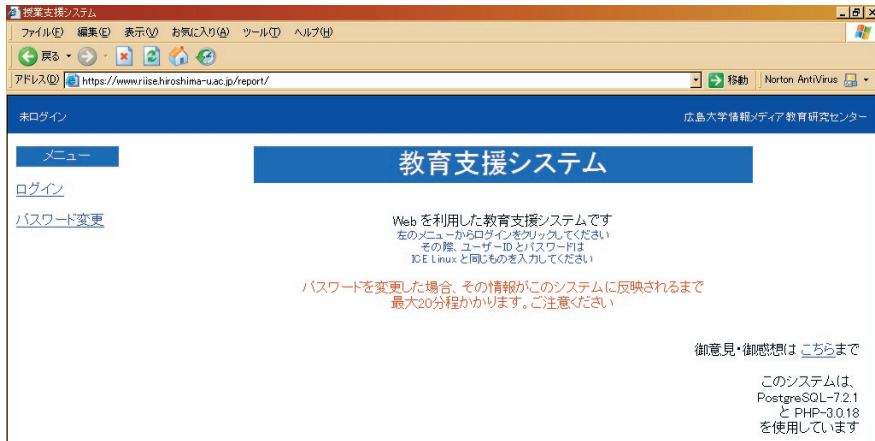 授業支援システム
ファイル(F) 編集(E) 表示(V) お気に入り(A) ツール(T) ヘルプ(H)
戻る
アドレス(D) https://www.riise.hiroshima-u.ac.jp/report/ 移動 Norton AntiVirus
未ログイン 広島大学情報メディア教育研究センター
メニュー
教育支援システム
ログイン
パスワード変更
Web を利用した教育支援システムです
左のメニューからログインをクリックしてください
その際、ユーザーID とパスワードは
ICE Linux と同じものを入力してください
パスワードを変更した場合、その情報がこのシステムに反映されるまで
最大20分程かかります。ご注意ください
御意見・御感想は こちらまで
このシステムは、
PostgreSQL-7.2.1
と PHP-3.0.18
を使用しています